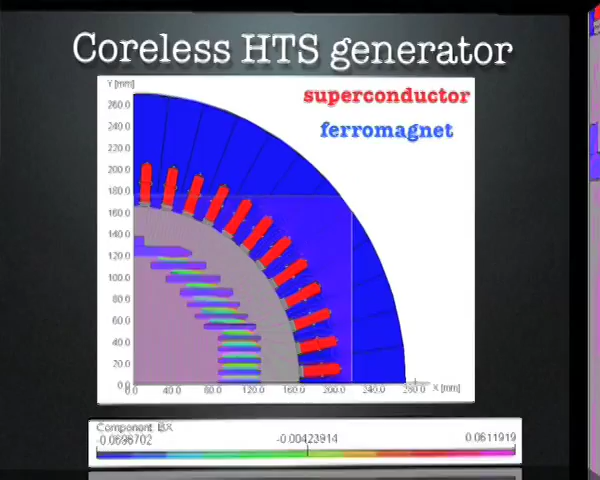 Coreless HTS generator
Y [mm]
superconductor
ferromagnet
260.0
240.0
220.0
200.0
180.0
160.0
140.0
120.0
100.0
80.0
60.0
40.0
20.0
0.0
40.0 80.0 120.0 160.0 200.0 240.0 280.0 X [mm]
Component: BX
-0.0696702 -0.00423914 0.0611919